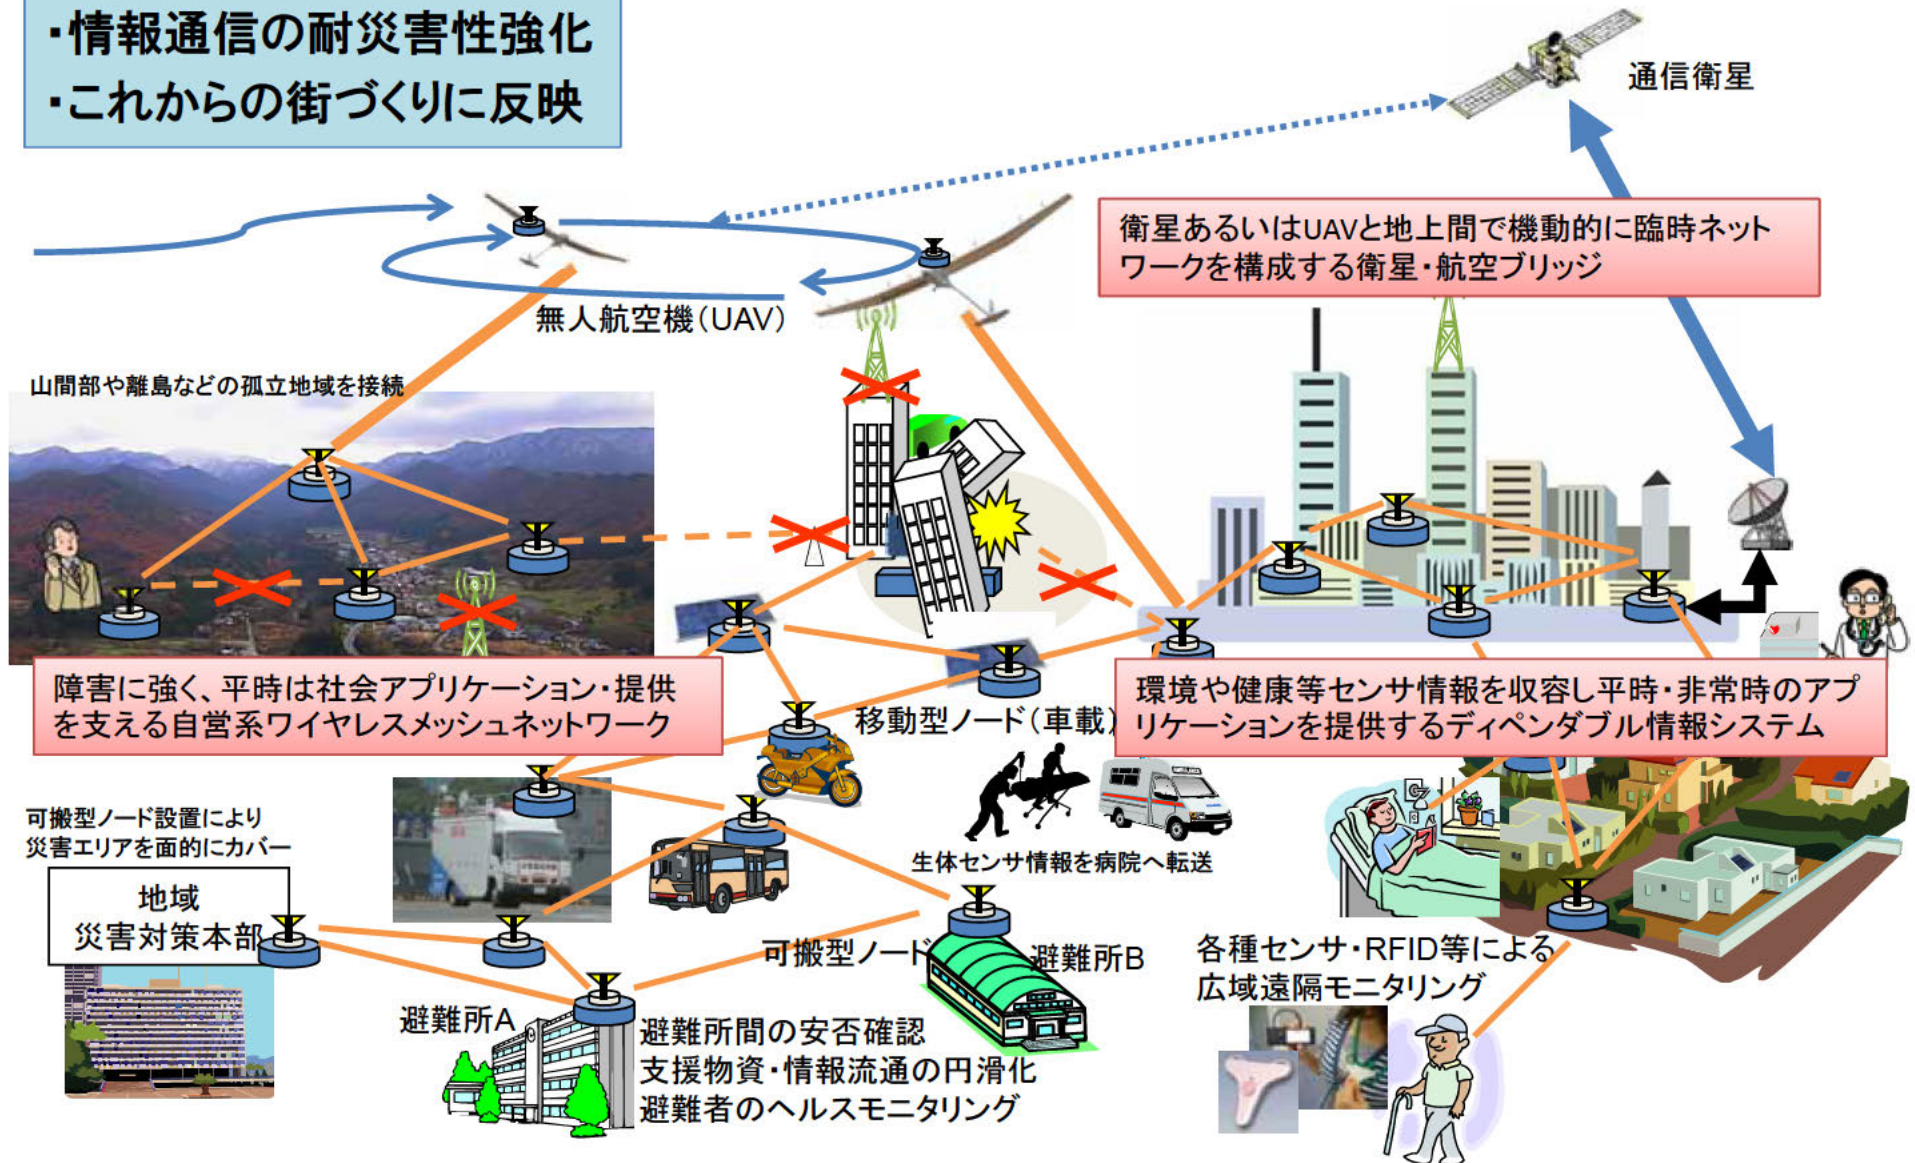 ・情報通信の耐災害性強化
・これからの街づくりに反映
通信衛星
衛星あるいはUAVと地上間で機動的に臨時ネット
ワークを構成する衛星・航空ブリッジ
無人航空機(UAV)
山間部や離島などの孤立地域を接続
障害に強く、平時は社会アプリケーション・提供
を支える自営系ワイヤレスメッシュネットワーク
移動型ノード(車載)
環境や健康等センサ情報を収容し平時・非常時のアプ
リケーションを提供するディペンダブル情報システム
可搬型ノード設置により
災害エリアを面的にカバー
地域
災害対策本部
生体センサ情報を病院へ転送
可搬型ノード
避難所B
各種センサ・RFID等による
広域遠隔モニタリング
避難所A
避難所間の安否確認
支援物資・情報流通の円滑化
避難者のヘルスモニタリング